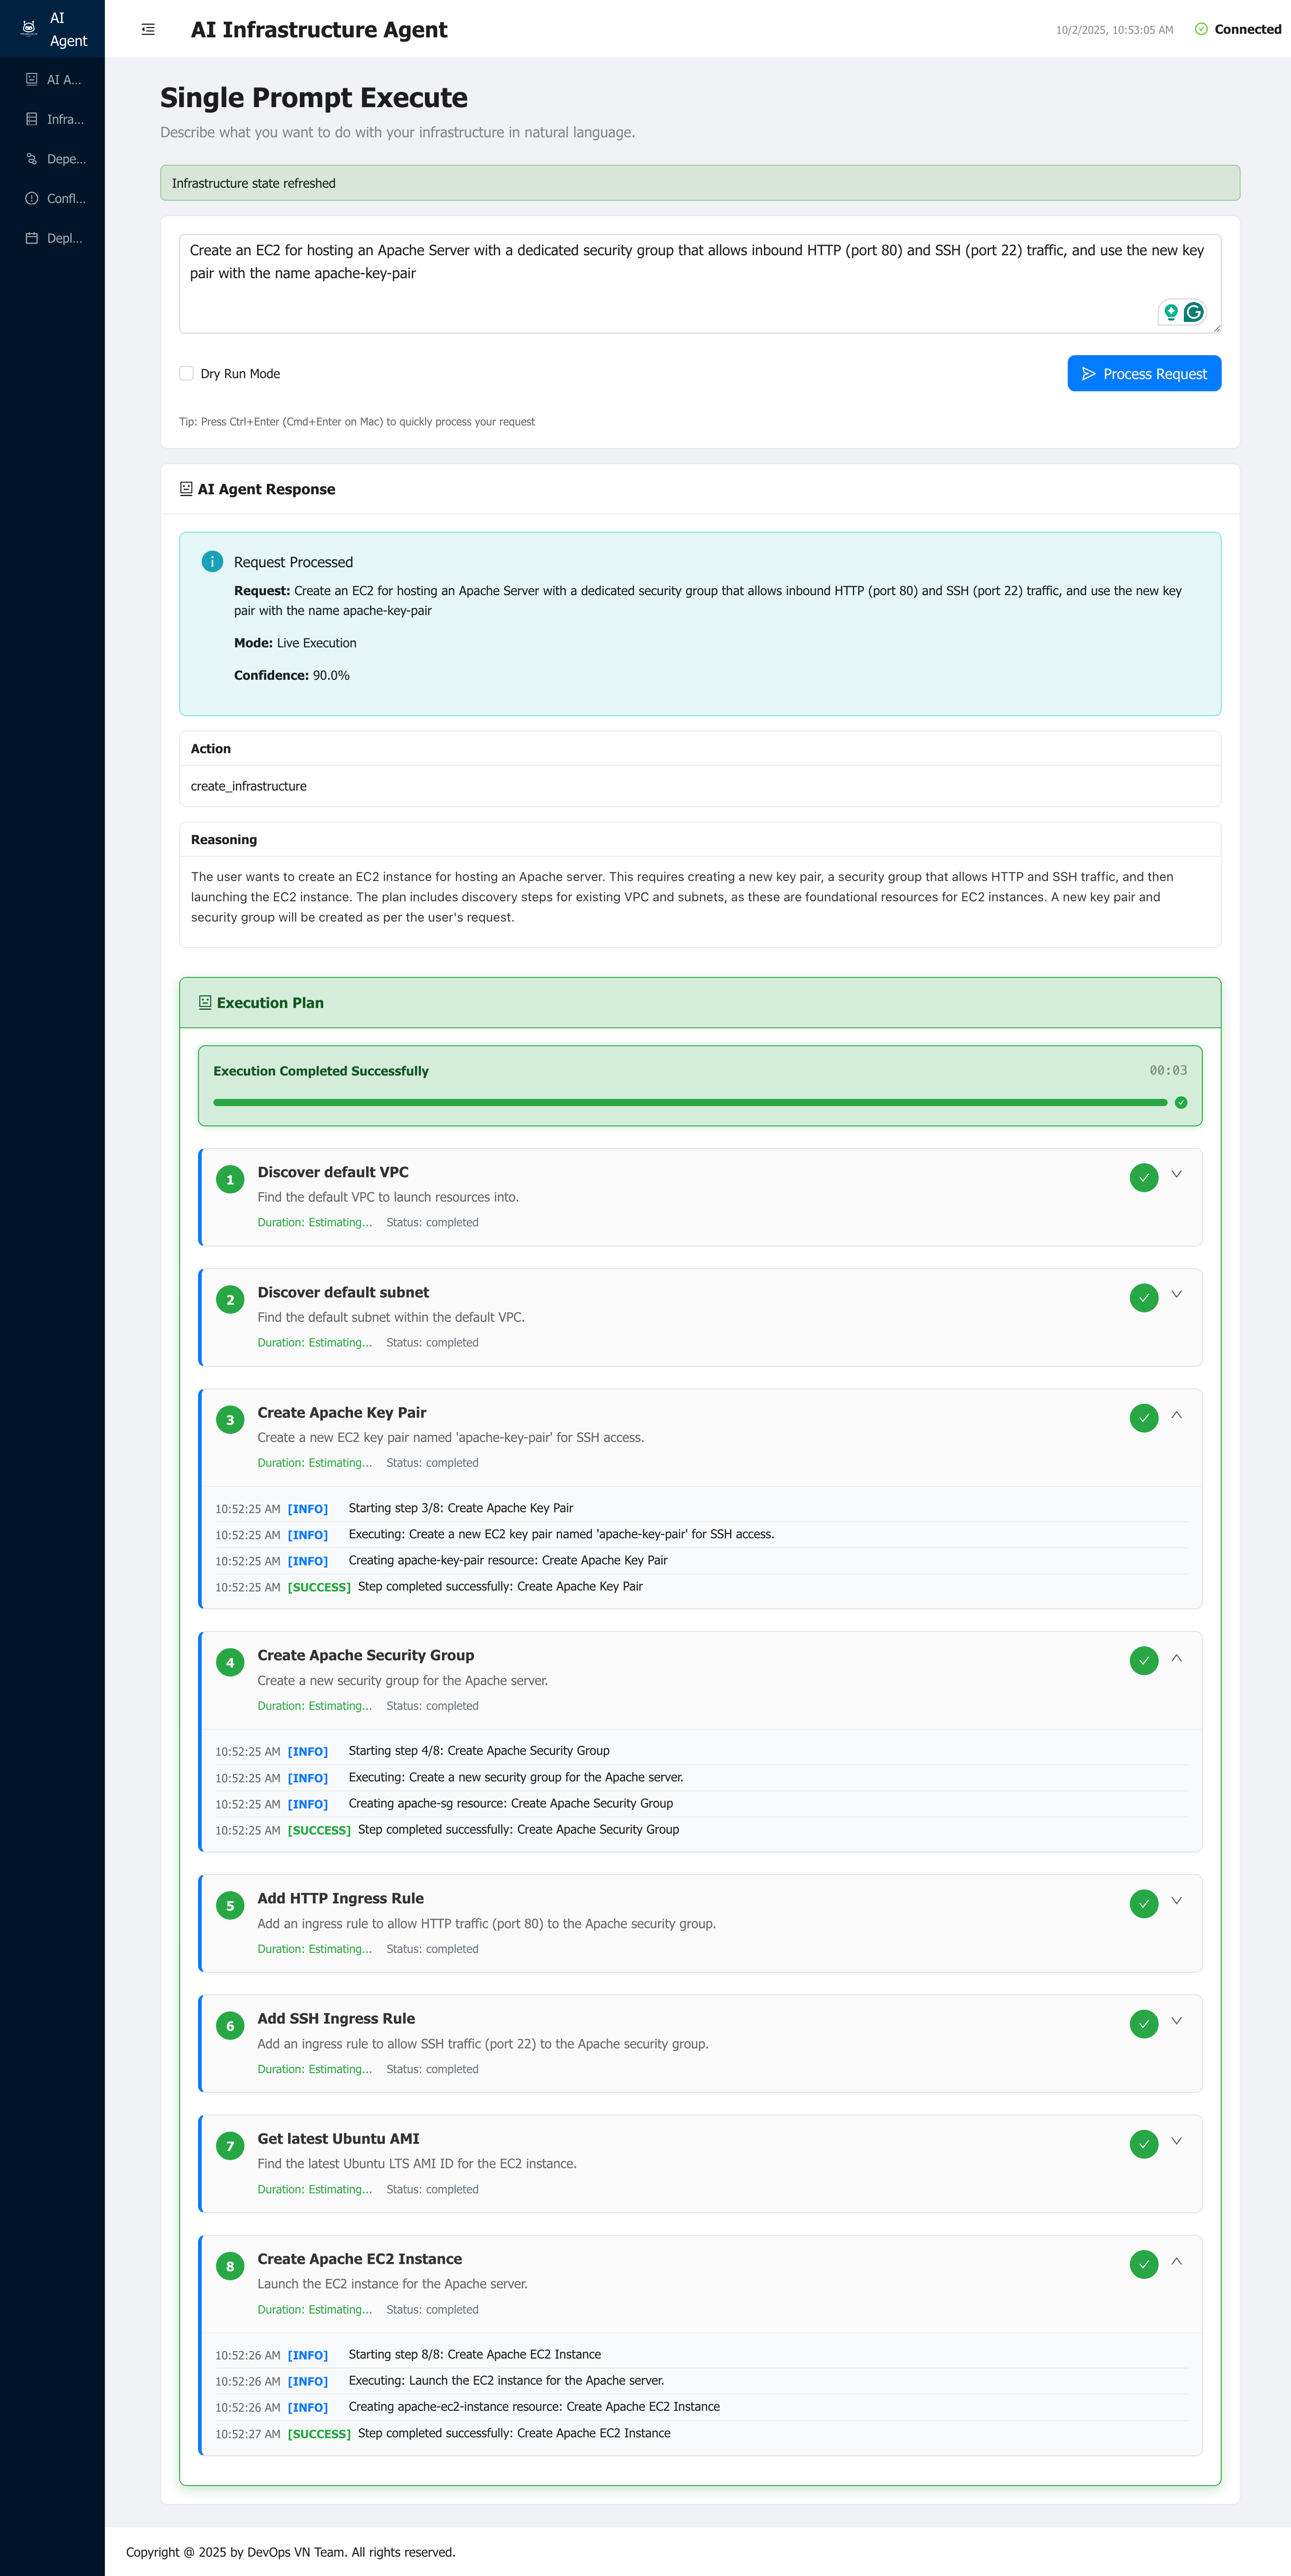 AI
Agent
AI A...
Infra...
Depe...
Confl...
Depl...
AI Infrastructure Agent
10/2/2025, 10:53:05 AM
Connected
Single Prompt Execute
Describe what you want to do with your infrastructure in natural language.
Infrastructure state refreshed
Create an EC2 for hosting an Apache Server with a dedicated security group that allows inbound HTTP (port 80) and SSH (port 22) traffic, and use the new key
pair with the name apache-key-pair
Dry Run Mode
Process Request
Tip: Press Ctrl+Enter (Cmd+Enter on Mac) to quickly process your request
AI Agent Response
Request Processed
Request: Create an EC2 for hosting an Apache Server with a dedicated security group that allows inbound HTTP (port 80) and SSH (port 22) traffic, and use the new key
pair with the name apache-key-pair
Mode: Live Execution
Confidence: 90.0%
Action
create_infrastructure
Reasoning
The user wants to create an EC2 instance for hosting an Apache server. This requires creating a new key pair, a security group that allows HTTP and SSH traffic, and then
launching the EC2 instance. The plan includes discovery steps for existing VPC and subnets, as these are foundational resources for EC2 instances. A new key pair and
security group will be created as per the user's request.
Execution Plan
Execution Completed Successfully
00:03
1
Discover default VPC
Find the default VPC to launch resources into.
Duration: Estimating... Status: completed
2
Discover default subnet
Find the default subnet within the default VPC.
Duration: Estimating... Status: completed
3
Create Apache Key Pair
Create a new EC2 key pair named 'apache-key-pair' for SSH access.
Duration: Estimating... Status: completed
10:52:25 AM [INFO] Starting step 3/8: Create Apache Key Pair
10:52:25 AM [INFO] Executing: Create a new EC2 key pair named 'apache-key-pair' for SSH access.
10:52:25 AM [INFO] Creating apache-key-pair resource: Create Apache Key Pair
10:52:25 AM [SUCCESS] Step completed successfully: Create Apache Key Pair
4
Create Apache Security Group
Create a new security group for the Apache server.
Duration: Estimating... Status: completed
10:52:25 AM [INFO] Starting step 4/8: Create Apache Security Group
10:52:25 AM [INFO] Executing: Create a new security group for the Apache server.
10:52:25 AM [INFO] Creating apache-sg resource: Create Apache Security Group
10:52:25 AM [SUCCESS] Step completed successfully: Create Apache Security Group
5
Add HTTP Ingress Rule
Add an ingress rule to allow HTTP traffic (port 80) to the Apache security group.
Duration: Estimating... Status: completed
6
Add SSH Ingress Rule
Add an ingress rule to allow SSH traffic (port 22) to the Apache security group.
Duration: Estimating... Status: completed
7
Get latest Ubuntu AMI
Find the latest Ubuntu LTS AMI ID for the EC2 instance.
Duration: Estimating... Status: completed
8
Create Apache EC2 Instance
Launch the EC2 instance for the Apache server.
Duration: Estimating... Status: completed
10:52:26 AM [INFO] Starting step 8/8: Create Apache EC2 Instance
10:52:26 AM [INFO] Executing: Launch the EC2 instance for the Apache server.
10:52:26 AM [INFO] Creating apache-ec2-instance resource: Create Apache EC2 Instance
10:52:27 AM [SUCCESS] Step completed successfully: Create Apache EC2 Instance
Copyright @ 2025 by DevOps VN Team. All rights reserved.